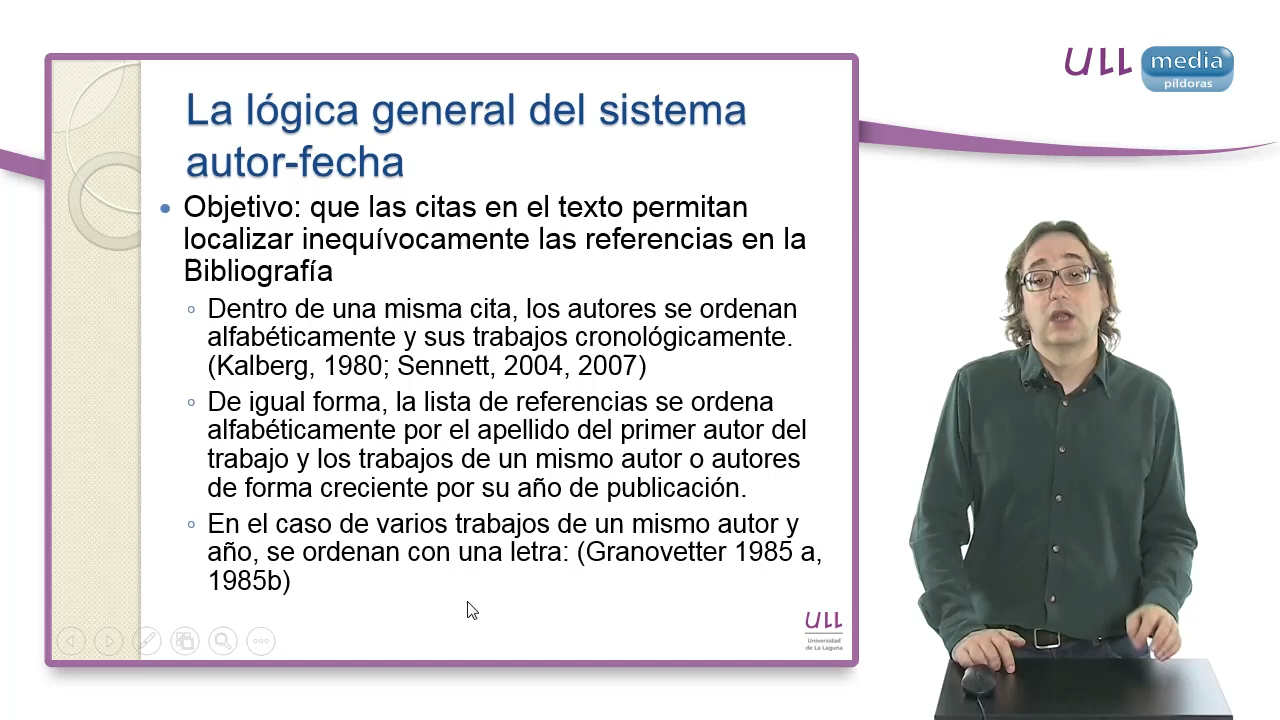 La lógica general del sistema
autor-fecha
Objetivo: que las citas en el texto permitan
localizar inequívocamente las referencias en la
Bibliografía
Dentro de una misma cita, los autores se ordenan
alfabéticamente y sus trabajos cronológicamente.
(Kalberg, 1980; Sennett, 2004, 2007)
De igual forma, la lista de referencias se ordena
alfabéticamente por el apellido del primer autor del
trabajo y los trabajos de un mismo autor o autores
de forma creciente por su año de publicación.
En el caso de varios trabajos de un mismo autor y
año, se ordenan con una letra: (Granovetter 1985 a,
1985b)
ULL
Universidad
de La Laguna
ULL media
píldoras